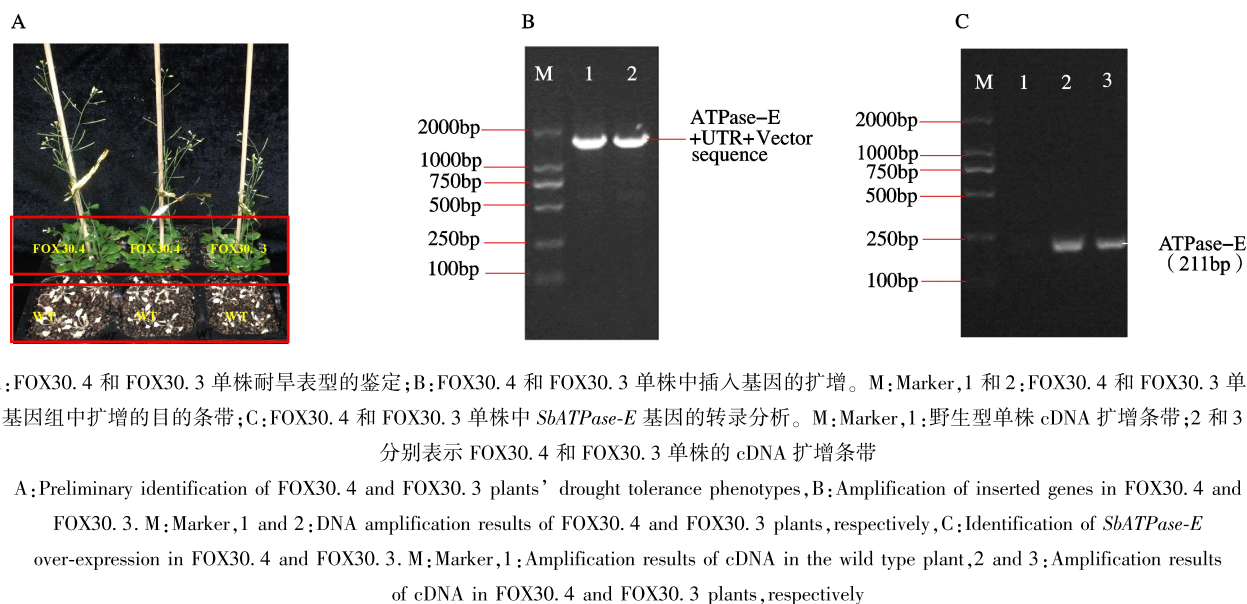 A
B
C
FOX30.4
FOX30.4
FOX30. 3
WT
WT
WT
M 1 2
2000bp
1000bp
750bp
500bp
250bp
100bp
ATPase-E
+UTR+Vector
sequence
M 1 2 3
2000bp
1000bp
750bp
500bp
250bp
100bp
ATPase-E
(211bp)
:FOX30. 4 和 FOX30. 3 单株耐旱表型的鉴定;B:FOX30. 4 和 FOX30. 3 单株中插入基因的扩增。M:Marker,1 和 2:FOX30. 4 和 FOX30. 3 单
基因组中扩增的目的条带;C:FOX30. 4 和 FOX30. 3 单株中 SbATPase-E 基因的转录分析。M:Marker,1:野生型单株 cDNA 扩增条带;2 和 3
分别表示 FOX30. 4 和 FOX30. 3 单株的 cDNA 扩增条带
A:Preliminary identification of FOX30. 4 and FOX30. 3 plants' drought tolerance phenotypes,B:Amplification of inserted genes in FOX30. 4 and
FOX30. 3. M:Marker,1 and 2:DNA amplification results of FOX30. 4 and FOX30. 3 plants,respectively,C:Identification of SbATPase-E
over-expression in FOX30. 4 and FOX30. 3. M:Marker,1:Amplification results of cDNA in the wild type plant,2 and 3:Amplification results
of cDNA in FOX30. 4 and FOX30. 3 plants,respectively